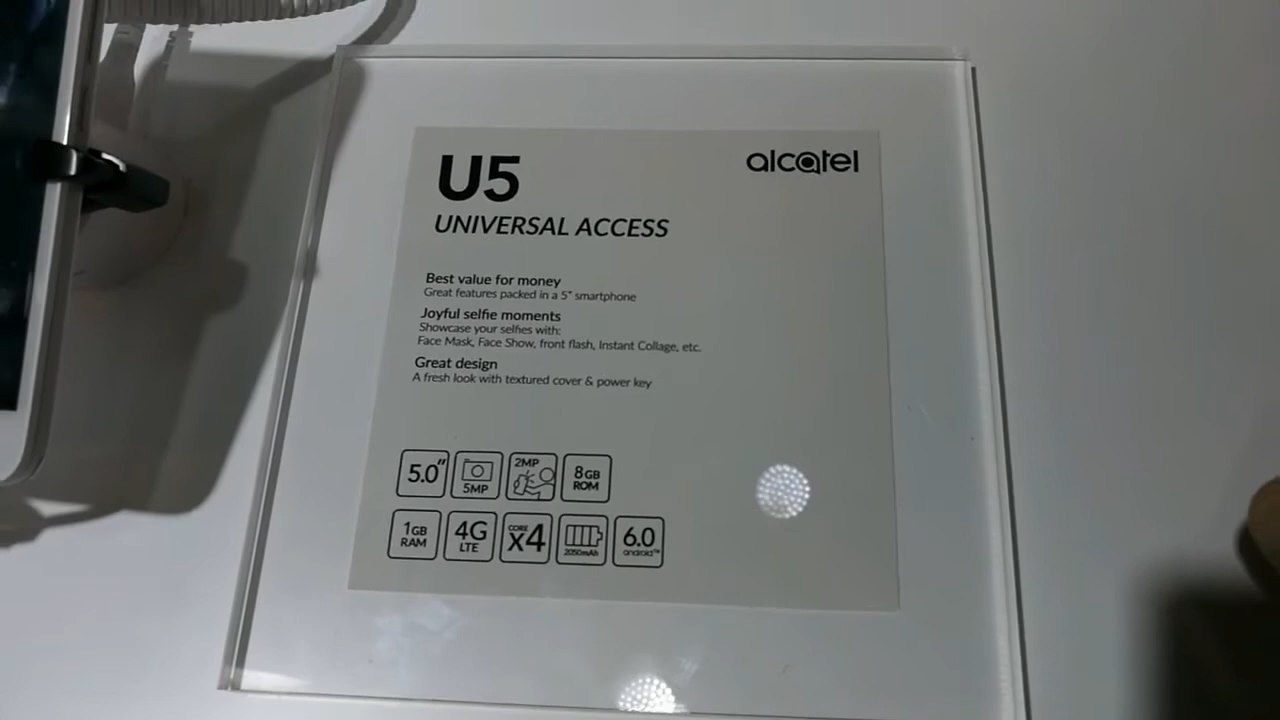 U5
alcatel
UNIVERSAL ACCESS
Best value for money
Great features packed in a 5" smartphone
Joyful selfie moments
Showcase your selfies with:
Face Mask, Face Show, front flash, Instant Collage, etc.
Great design
A fresh look with textured cover & power key
5.0"
5MP
2MP
8GB
ROM
1GB
RAM
4G
LTE
CORE
X4
2050mAh
6.0
android™